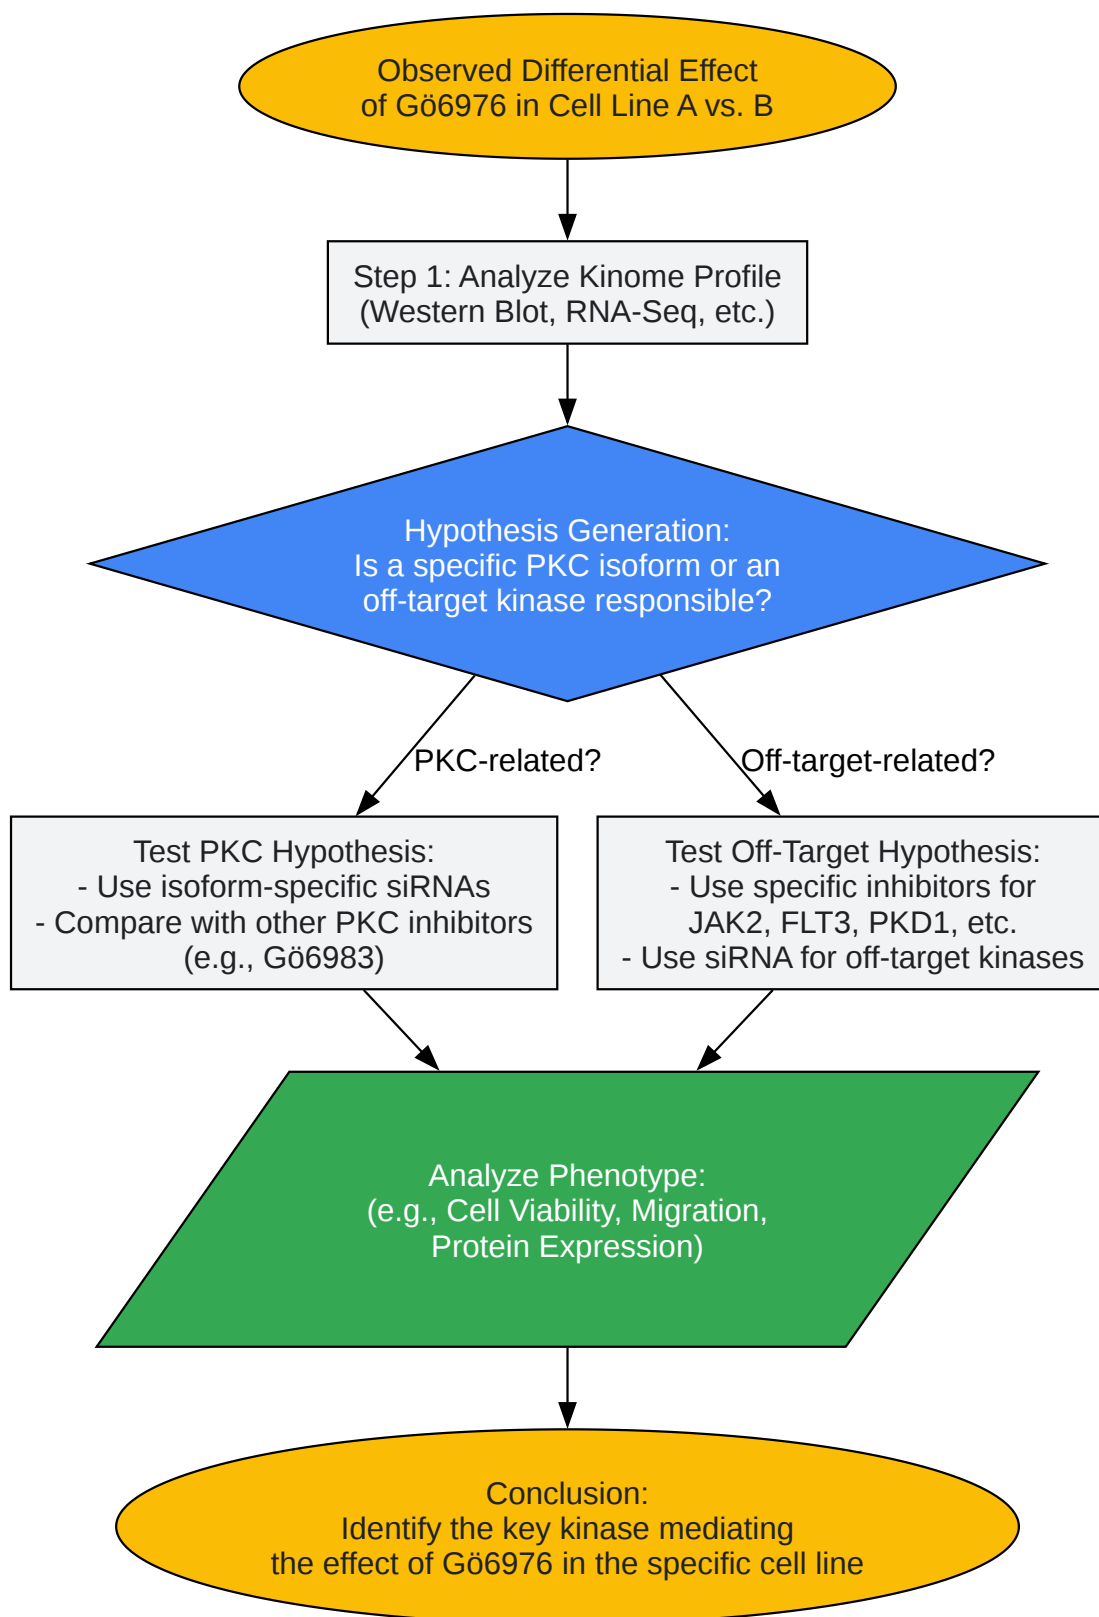 Observed Differential Effect
of Gö6976 in Cell Line A vs. B
Step 1: Analyze Kinome Profile
(Western Blot, RNA-Seq, etc.)
Hypothesis Generation:
Is a specific PKC isoform or an
off-target kinase responsible?
PKC-related?
Off-target-related?
Test PKC Hypothesis:
- Use isoform-specific siRNAs
- Compare with other PKC inhibitors
(e.g., Gö6983)
Test Off-Target Hypothesis:
- Use specific inhibitors for
JAK2, FLT3, PKD1, etc.
- Use siRNA for off-target kinases
Analyze Phenotype:
(e.g., Cell Viability, Migration,
Protein Expression)
Conclusion:
Identify the key kinase mediating
the effect of Gö6976 in the specific cell line